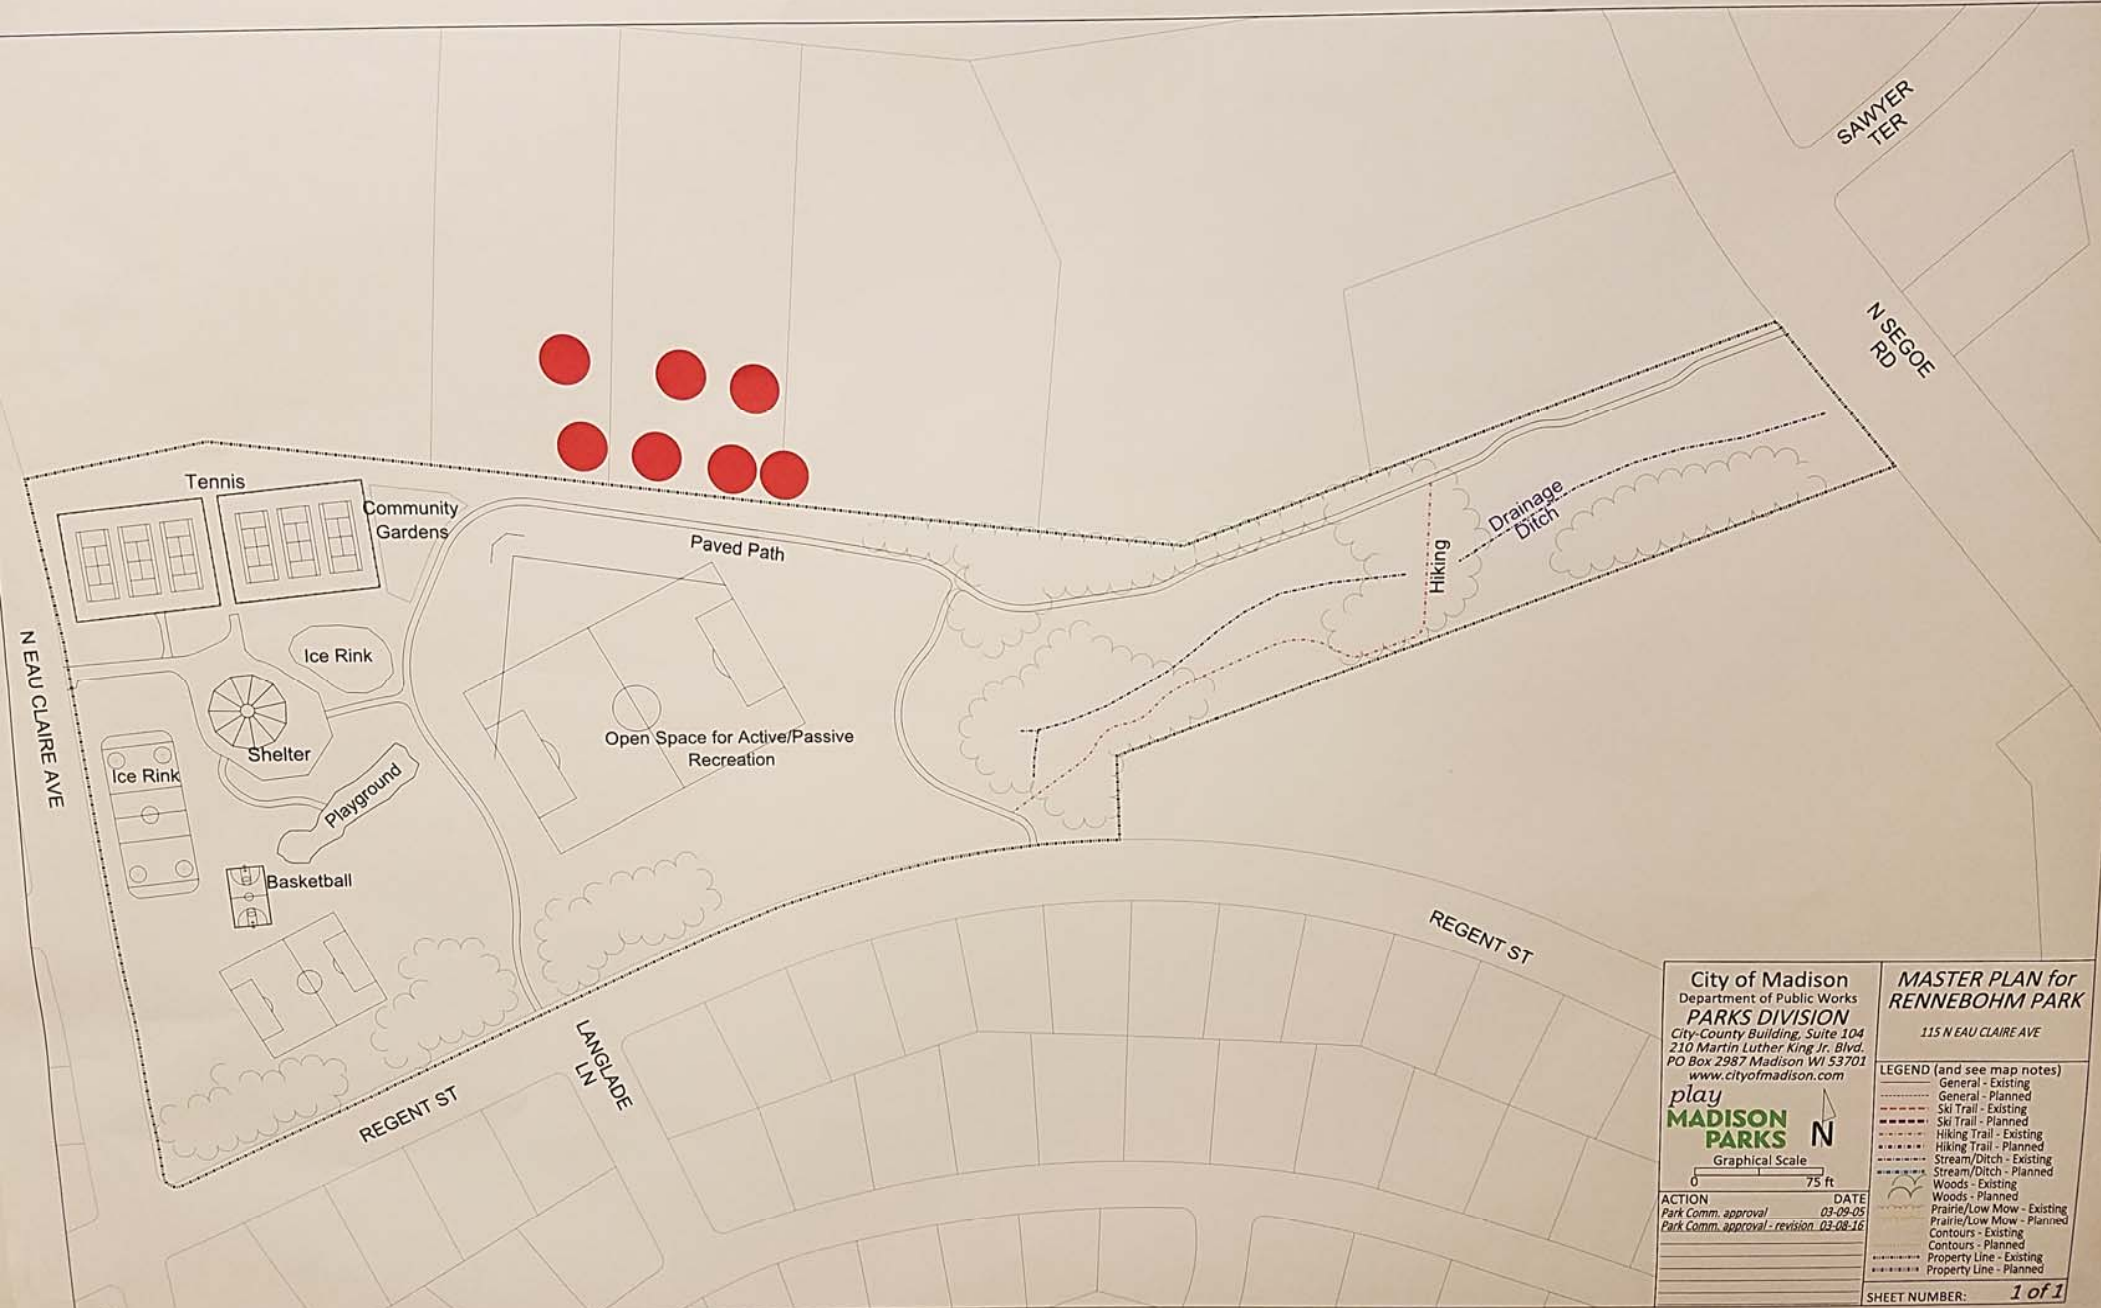 SAWYER
TER
N SEGOE
RD
Tennis
Community
Gardens
Paved Path
Drainage
Ditch
Hiking
Ice Rink
N EAU CLAIRE AVE
Shelter
Open Space for Active/Passive
Recreation
Ice Rink
Playground
Basketball
REGENT ST
LANGLADE
LN
REGENT ST
City of Madison
Department of Public Works
PARKS DIVISION
City-County Building, Suite 104
210 Martin Luther King Jr. Blvd.
PO Box 2987 Madison WI 53701
www.cityofmadison.com
play
MADISON
PARKS
N
Graphical Scale
0 75 ft
ACTION DATE
Park Comm. approval 03-09-05
Park Comm. approval - revision 03-08-16
MASTER PLAN for
RENNEBOHM PARK
115 N EAU CLAIRE AVE
LEGEND (and see map notes)
General - Existing
General - Planned
Ski Trail - Existing
Ski Trail - Planned
Hiking Trail - Existing
Hiking Trail - Planned
Stream/Ditch - Existing
Stream/Ditch - Planned
Woods - Existing
Woods - Planned
Prairie/Low Mow - Existing
Prairie/Low Mow - Planned
Contours - Existing
Contours - Planned
Property Line - Existing
Property Line - Planned
SHEET NUMBER: 1 of 1